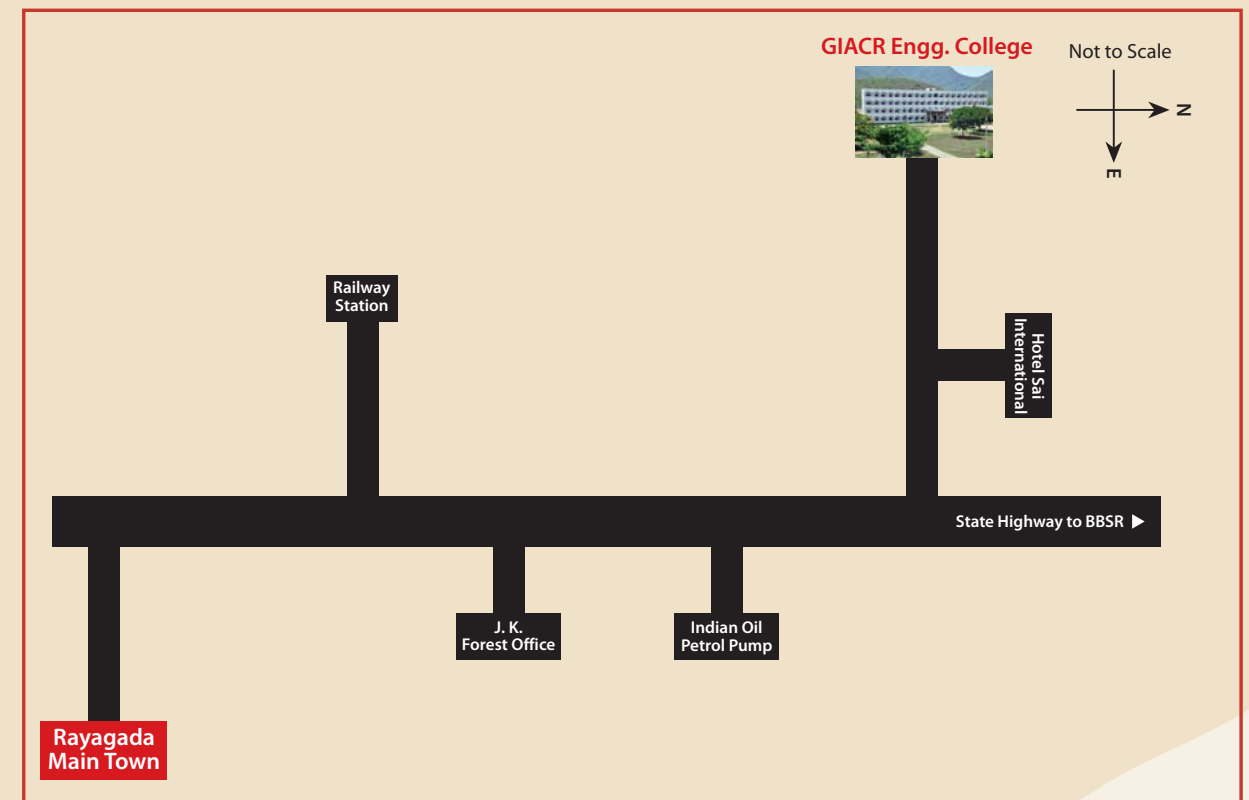 GIACR Engg. College
Not to Scale
N
E
Railway
Station
Hotel Sai
International
State Highway to BBSR
J. K.
Forest Office
Indian Oil
Petrol Pump
Rayagada
Main Town